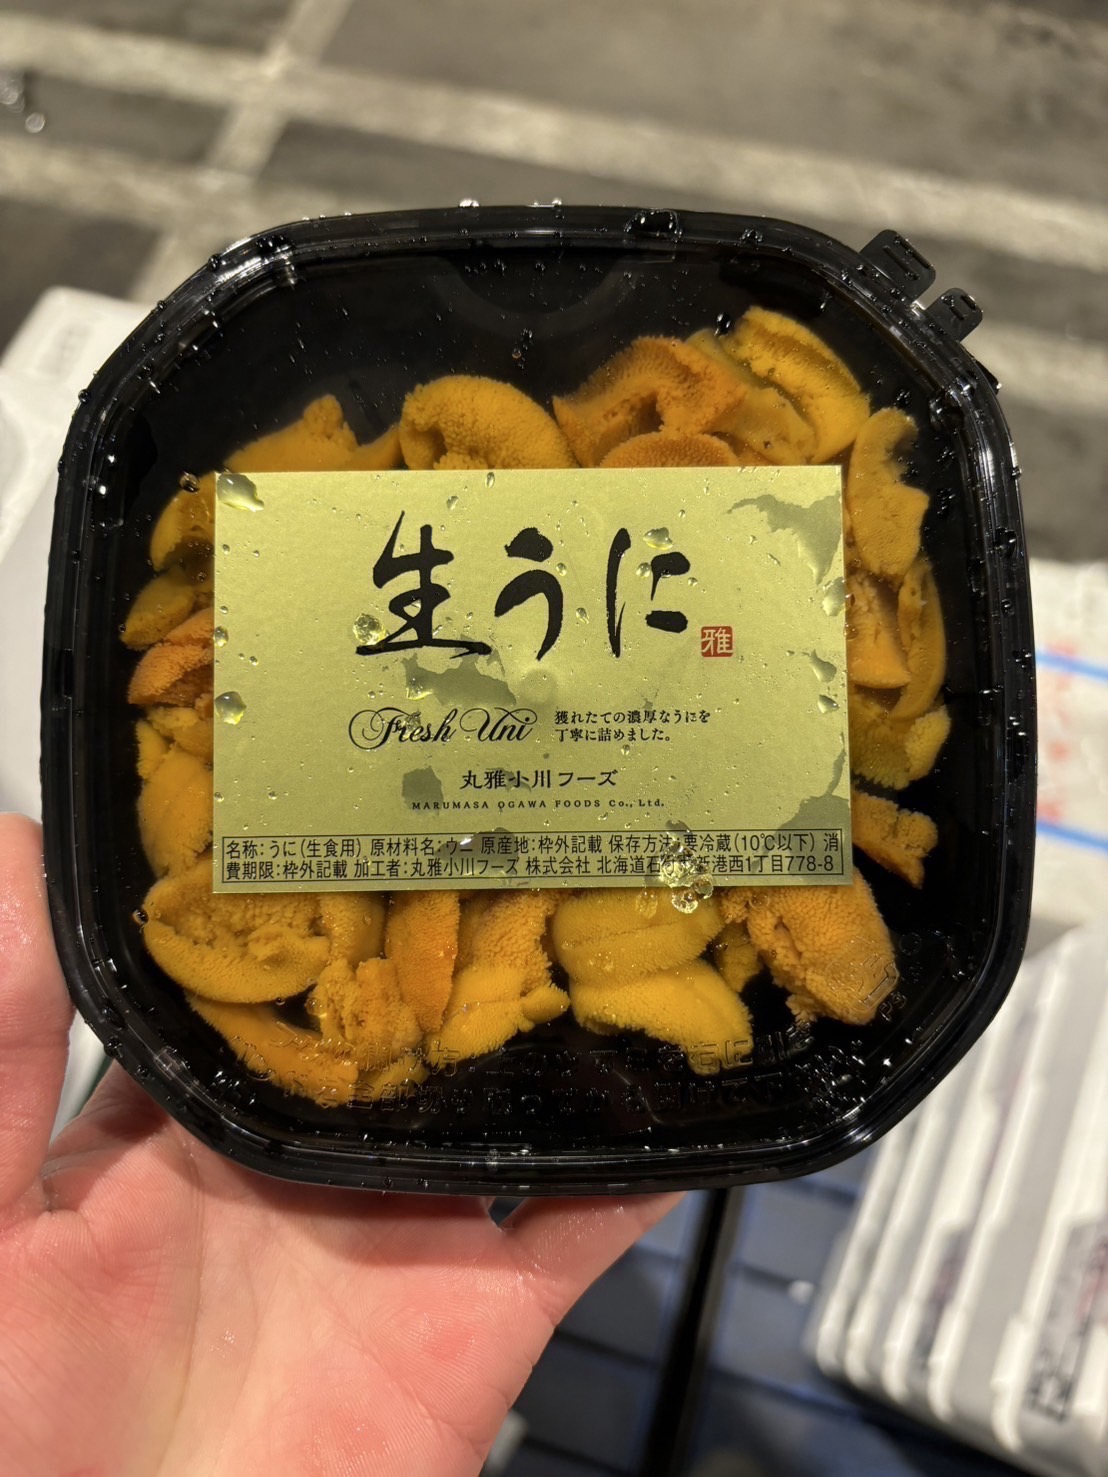 生うに
雅
Fresh Uni
獲れたての濃厚なうにを
丁寧に詰めました。
丸雅小川フーズ
MARUMASA OGAWA FOODS Co., Ltd.
名称:うに(生食用) 原材料名:ウニ 原産地:枠外記載 保存方法:要冷蔵(10℃以下) 消
費期限:枠外記載 加工者:丸雅小川フーズ 株式会社 北海道石狩市新港西1丁目778-8